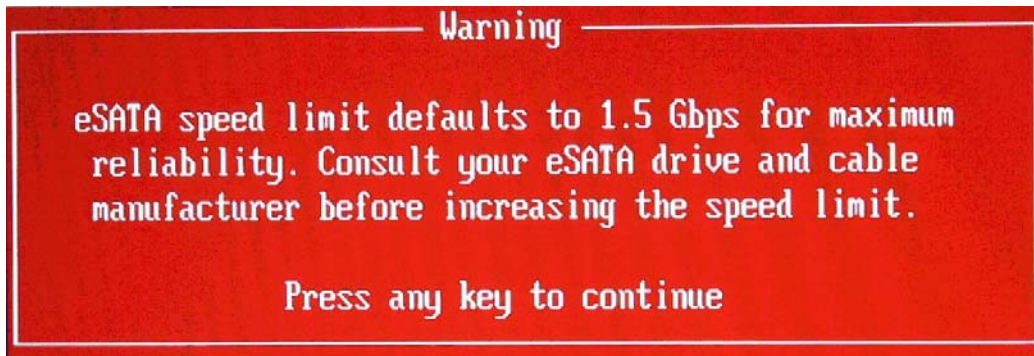 Warning
eSATA speed limit defaults to 1.5 Gbps for maximum
reliability. Consult your eSATA drive and cable
manufacturer before increasing the speed limit.
Press any key to continue